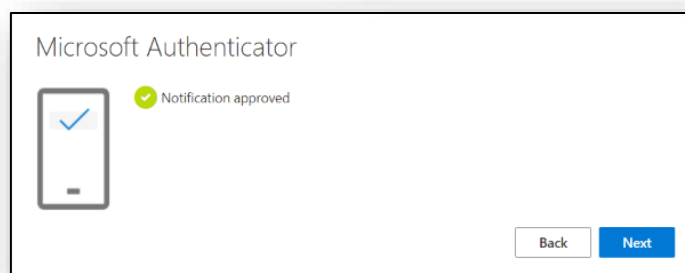 Microsoft Authenticator
Notification approved
Back
Next